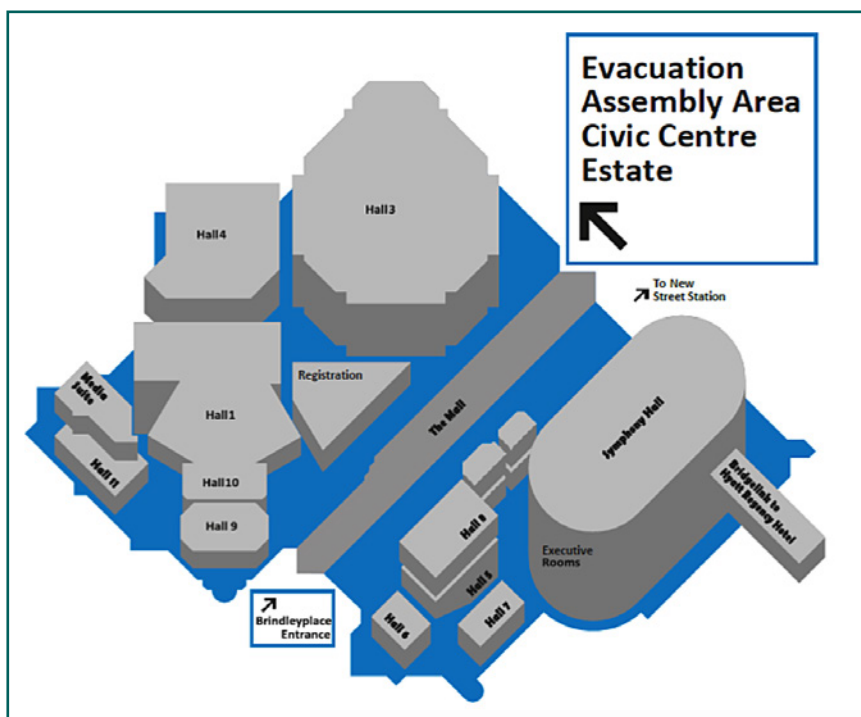 Evacuation
Assembly Area
Civic Centre
Estate
Hall3
Hall4
To New
Street Station
Registration
Media
Suite
Hall1
The Mall
Symphony Hall
Hall 11
Hall10
Hall 9
Hall 8
Bridgelink to
Hyatt Regency Hotel
Executive
Rooms
Hall 5
Brindleyplace
Entrance
Hall 6
Hall 7